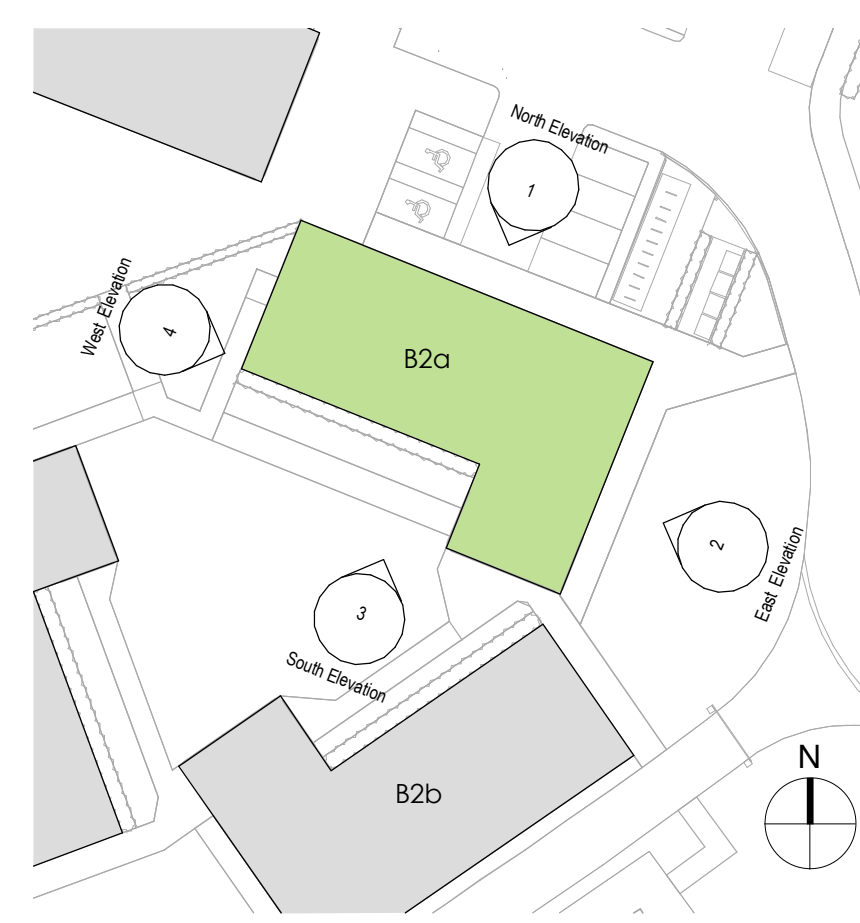 North Elevation
1
West Elevation
4
B2a
2
East Elevation
3
South Elevation
N
B2b